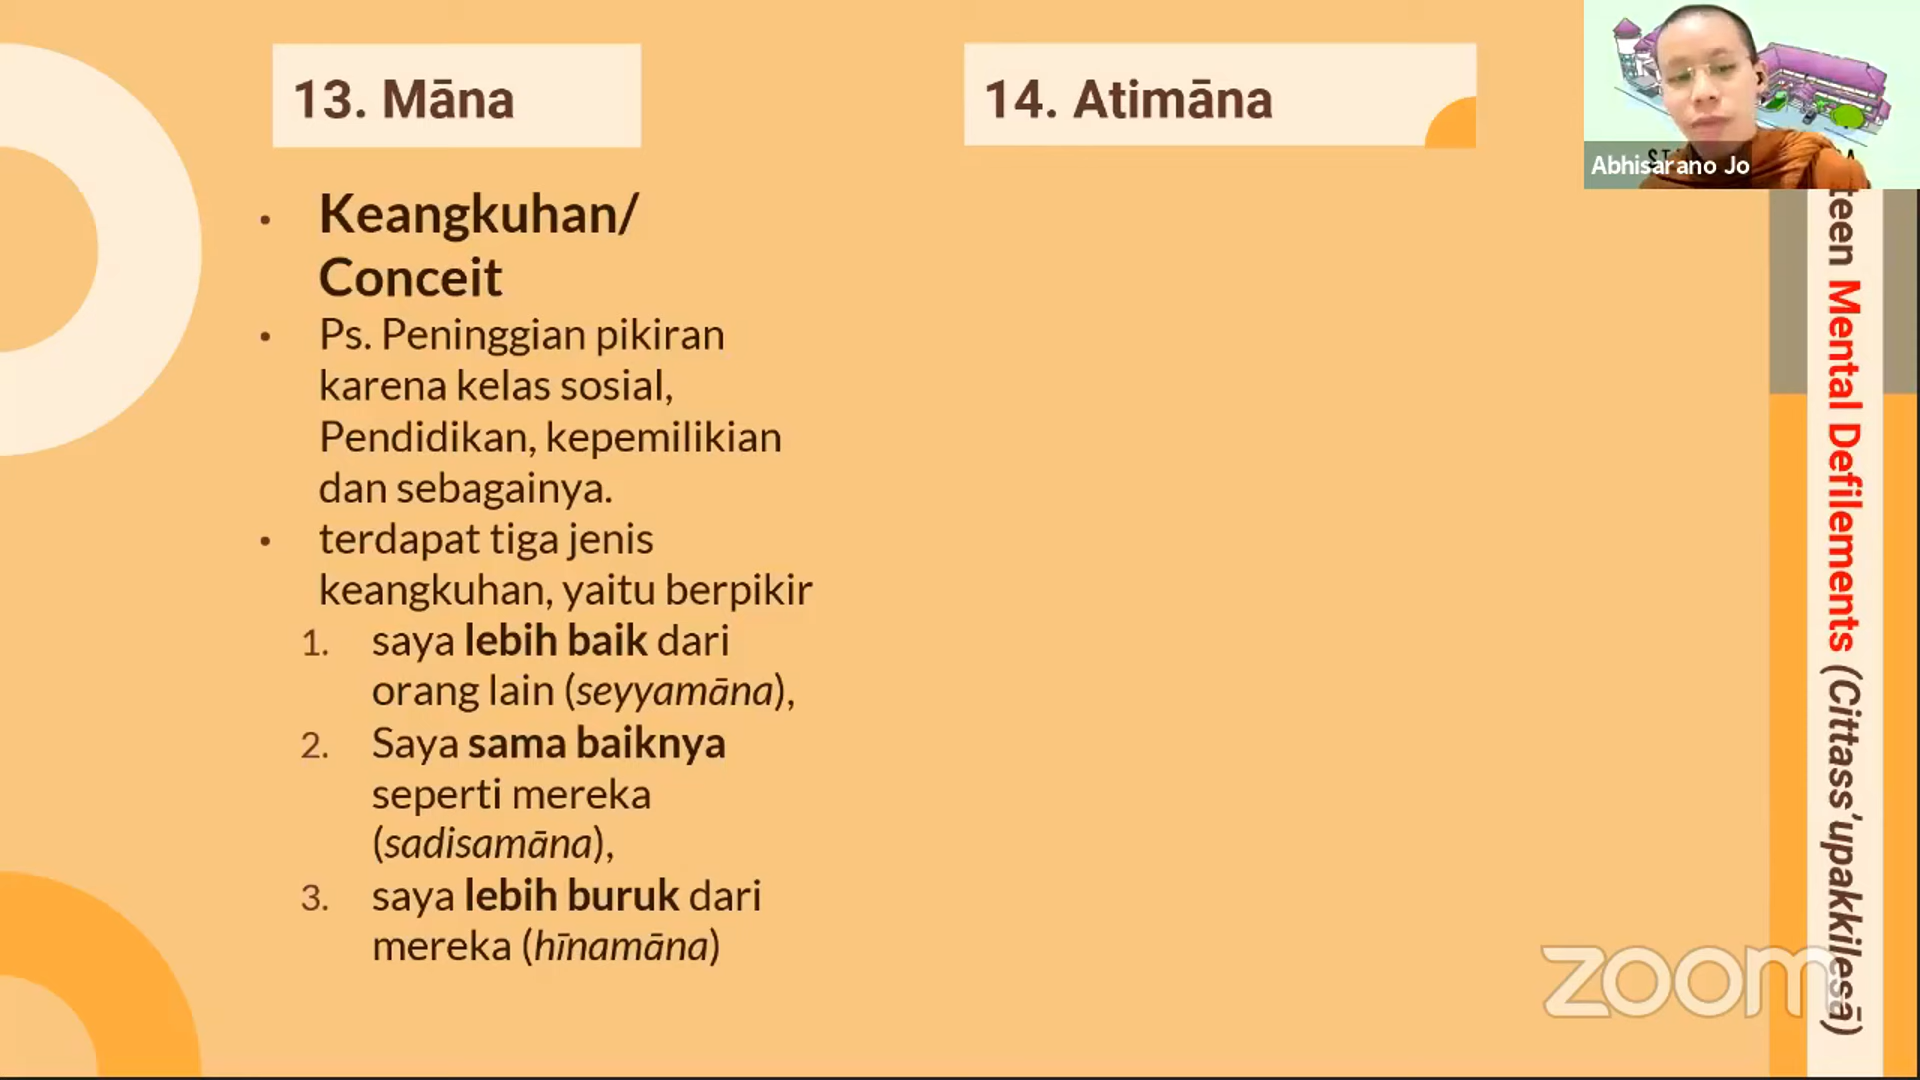 13. Māna
• Keangkuhan/
Conceit
• Ps. Peninggian pikiran
karena kelas sosial,
Pendidikan, kepemilikian
dan sebagainya.
• terdapat tiga jenis
keangkuhan, yaitu berpikir
1. saya lebih baik dari
orang lain (seyyamāna),
2. Saya sama baiknya
seperti mereka
(sadisamāna),
3. saya lebih buruk dari
mereka (hīnamāna)
14. Atimāna
Abhisarano Jo
teen Mental Defilements (Cittass'upakkilesā)
zoom